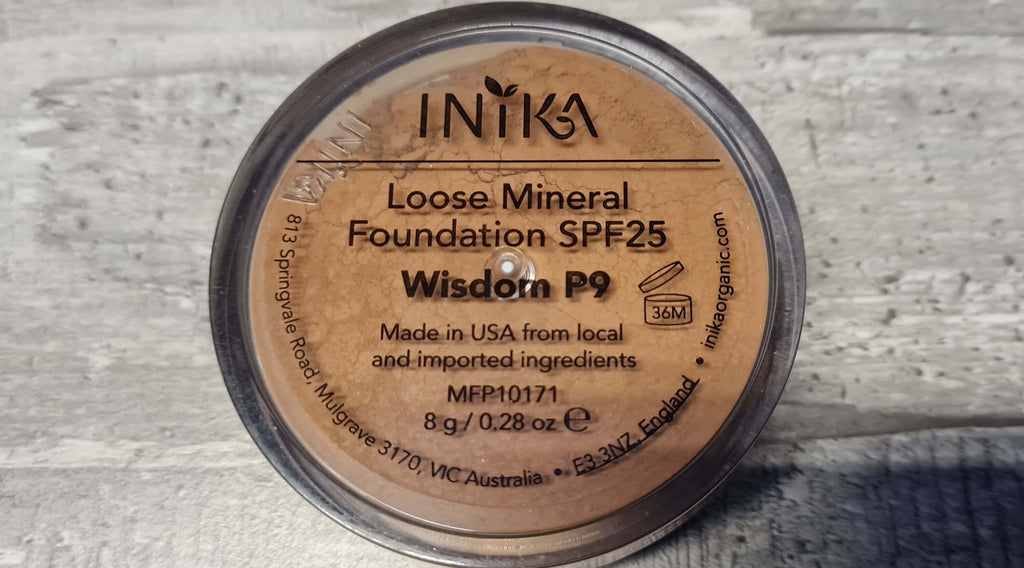 INIKA
Loose Mineral
Foundation SPF25
Wisdom P9
36M
Made in USA from local
and imported ingredients
MFP10171
8 g / 0.28 oz ℮
813 Springvale Road, Mulgrave 3170, VIC Australia • E3 3NZ, England • inikaorganic.com
INIKA